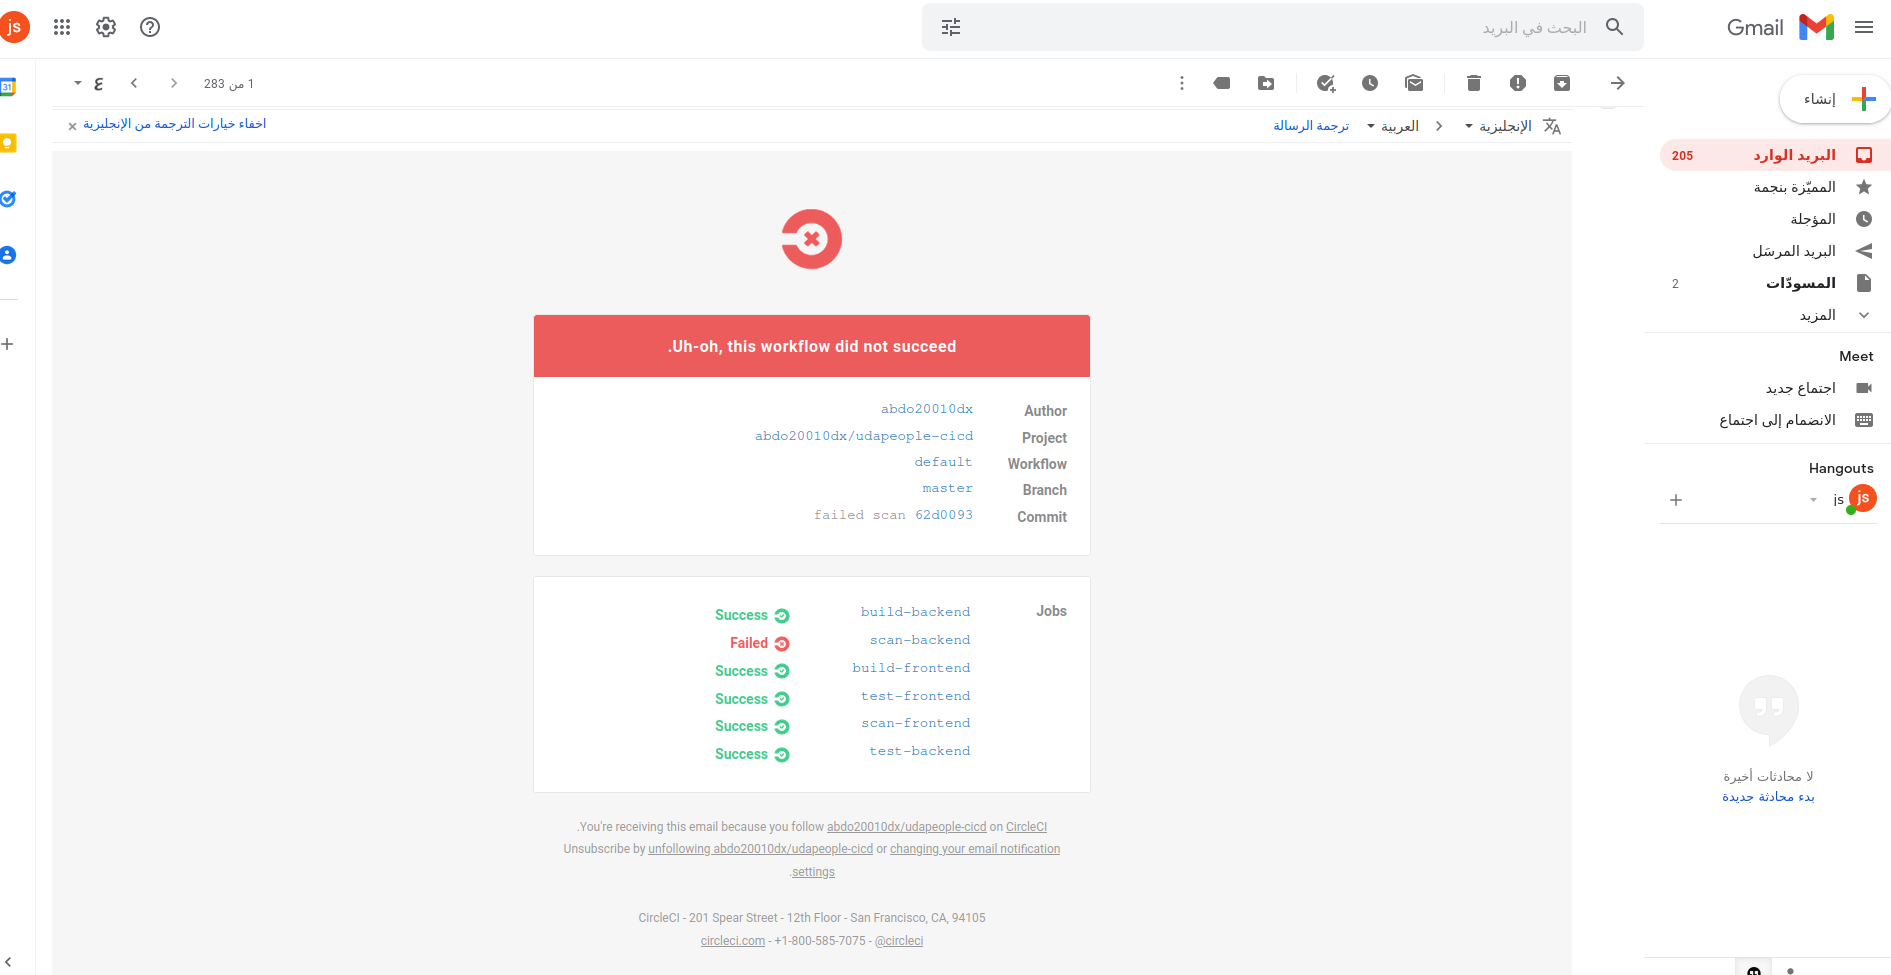 js
البحث في البريد
Gmail
ع
1 من 283
إنشاء
الإنجليزية
العربية
ترجمة الرسالة
اخفاء خيارات الترجمة من الإنجليزية
31
البريد الوارد 205
المميّزة بنجمة
المؤجلة
البريد المرسَل
المسودّات 2
المزيد
Meet
اجتماع جديد
الانضمام إلى اجتماع
Hangouts
js js
لا محادثات أخيرة
بدء محادثة جديدة
.Uh-oh, this workflow did not succeed
Author abdo20010dx
Project abdo20010dx/udapeople-cicd
Workflow default
Branch master
Commit failed scan 62d0093
Jobs build-backend Success
scan-backend Failed
build-frontend Success
test-frontend Success
scan-frontend Success
test-backend Success
.You're receiving this email because you follow abdo20010dx/udapeople-cicd on CircleCI
Unsubscribe by unfollowing abdo20010dx/udapeople-cicd or changing your email notification
.settings
CircleCI - 201 Spear Street - 12th Floor - San Francisco, CA, 94105
circleci.com - +1-800-585-7075 - @circleci